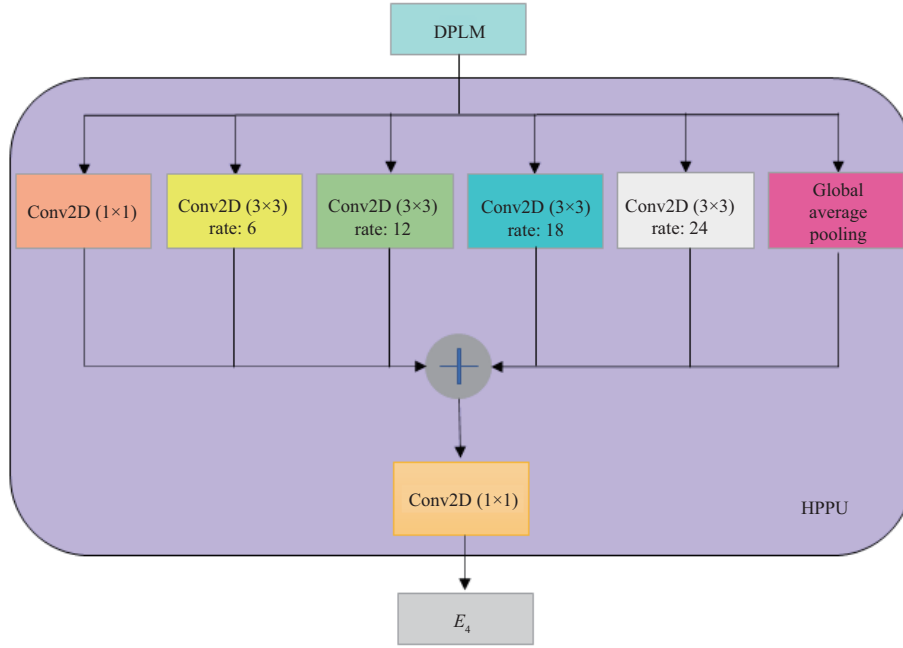 DPLM
Conv2D (1×1)
Conv2D (3×3)
rate: 6
Conv2D (3×3)
rate: 12
Conv2D (3×3)
rate: 18
Conv2D (3×3)
rate: 24
Global
average
pooling
Conv2D (1×1)
HPPU
E₄